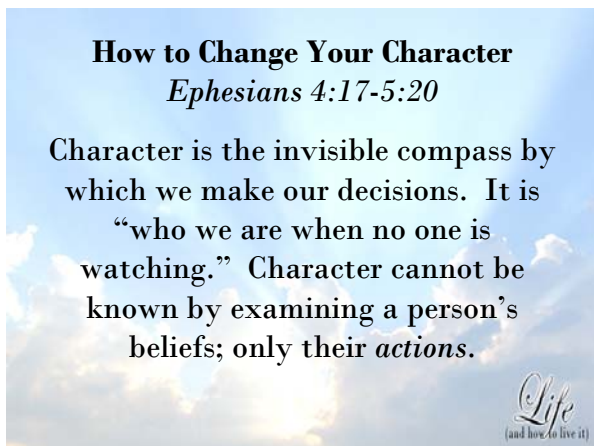 How to Change Your Character
Ephesians 4:17-5:20
Character is the invisible compass by
which we make our decisions.  It is
“who we are when no one is
watching.”  Character cannot be
known by examining a person’s
beliefs; only their actions.
Life
(and how to live it)